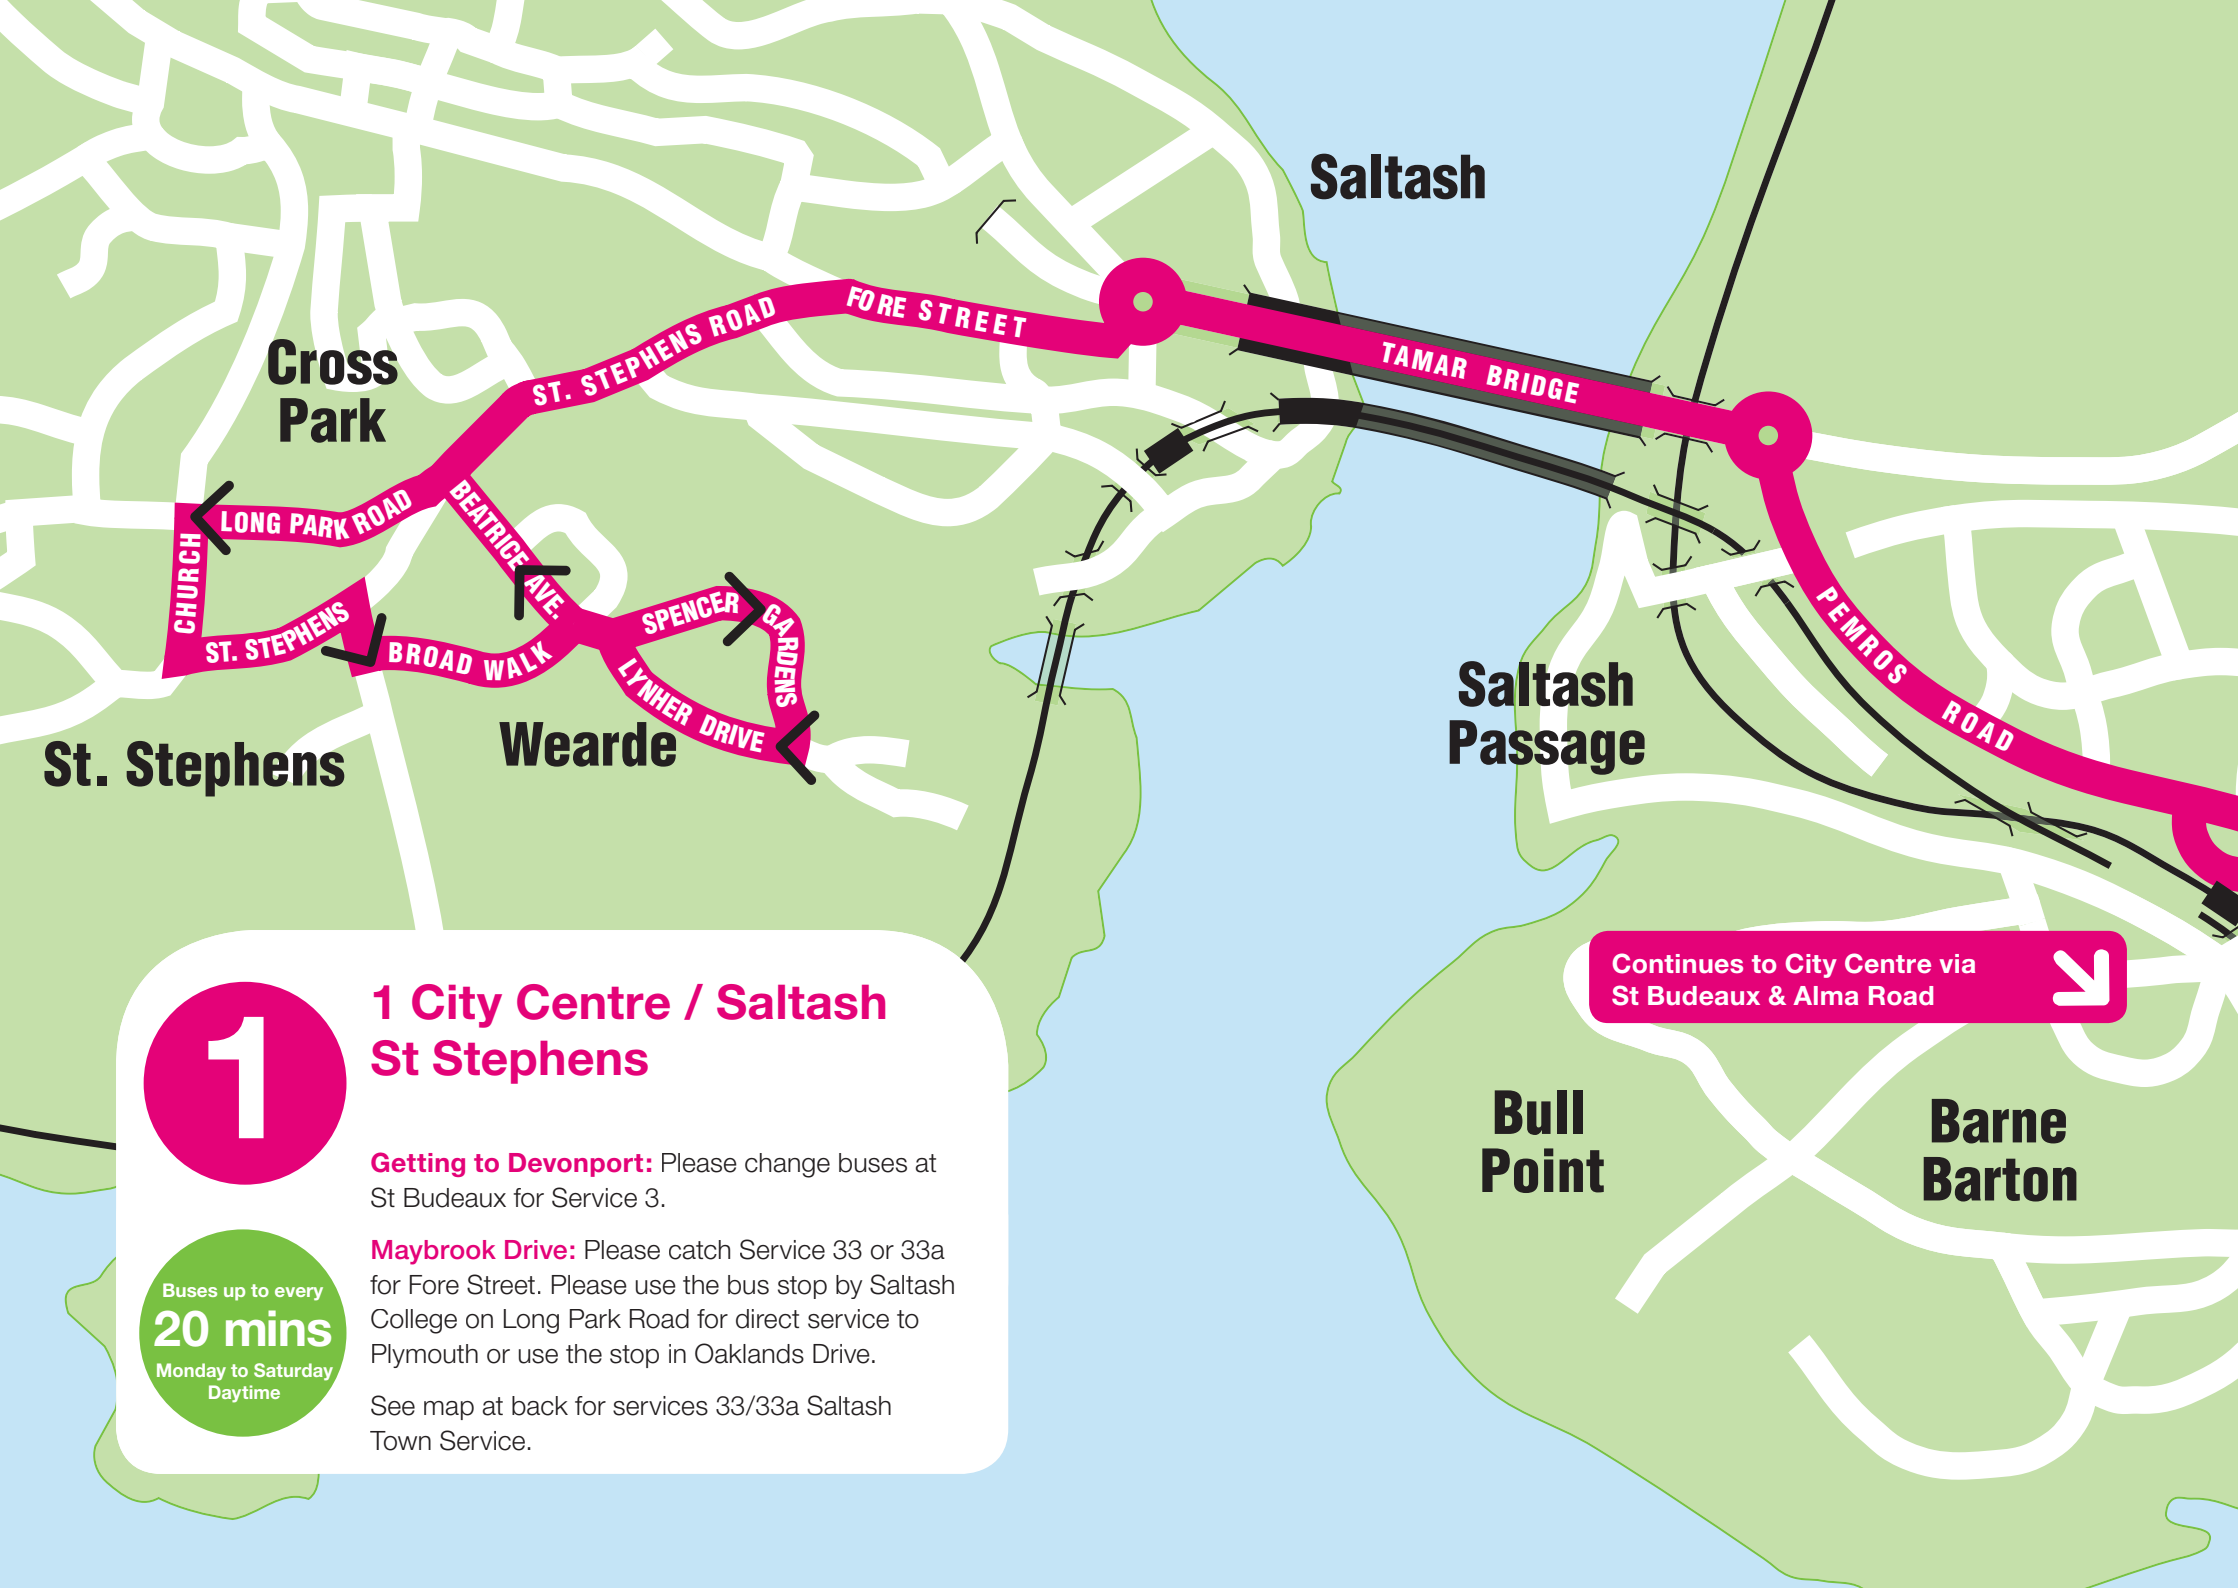 Saltash
Cross
Park
ST. STEPHENS ROAD
FORE STREET
TAMAR BRIDGE
LONG PARK ROAD
BEATRICE AVE.
CHURCH
ST. STEPHENS
BROAD WALK
SPENCER GARDENS
LYNHER DRIVE
PEMROS ROAD
Saltash
Passage
St. Stephens
Wearde
Continues to City Centre via
St Budeaux & Alma Road
Bull
Point
Barne
Barton
1
1 City Centre / Saltash
St Stephens
Getting to Devonport: Please change buses at
St Budeaux for Service 3.
Maybrook Drive: Please catch Service 33 or 33a
for Fore Street. Please use the bus stop by Saltash
College on Long Park Road for direct service to
Plymouth or use the stop in Oaklands Drive.
See map at back for services 33/33a Saltash
Town Service.
Buses up to every
20 mins
Monday to Saturday
Daytime